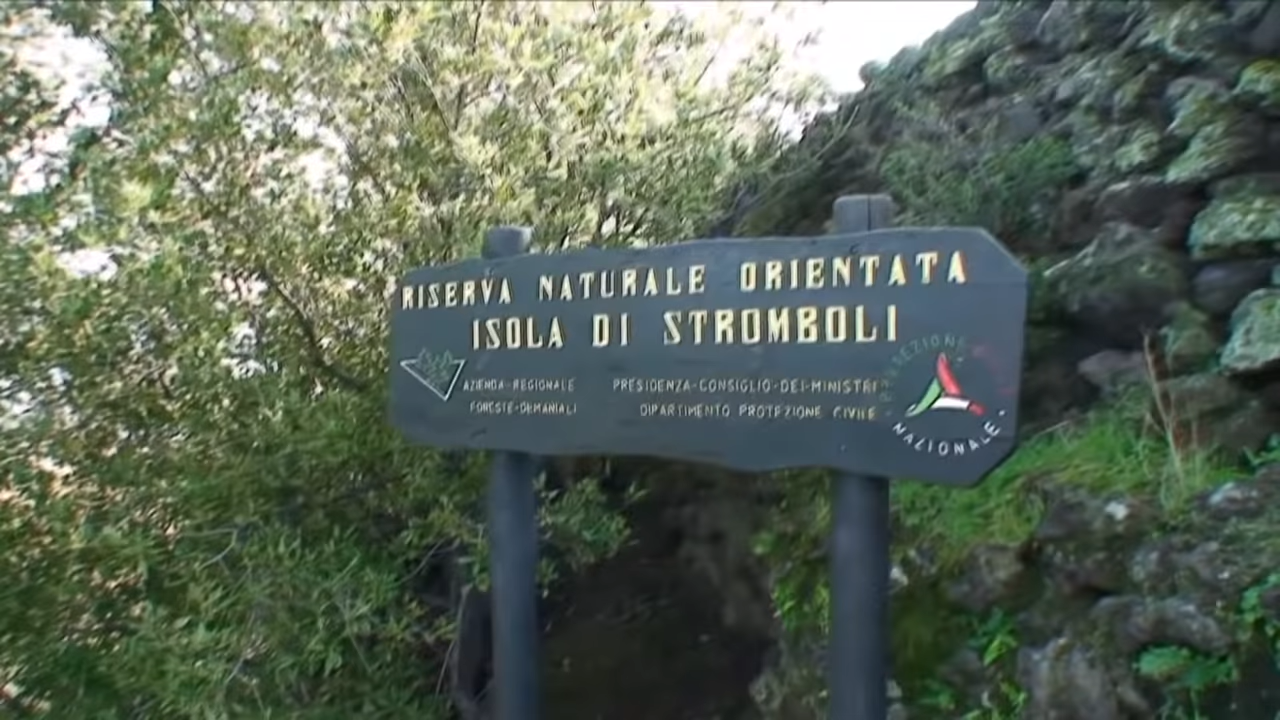 RISERVA NATURALE ORIENTATA
ISOLA DI STROMBOLI
AZIENDA-REGIONALE
FORESTE-DEMANIALI
PRESIDENZA-CONSIGLIO-DEI-MINISTRI
DIPARTIMENTO PROTEZIONE CIVILE
PROTEZIONE
NAZIONALE